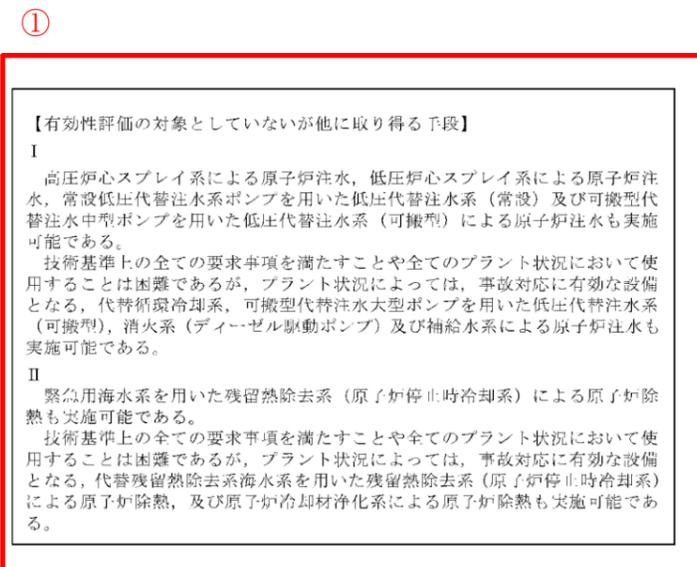 ①
【有効性評価の対象としていないが他に取り得る手段】
Ⅰ
高圧炉心スプレイ系による原子炉注水，低圧炉心スプレイ系による原子炉注
水，常設低圧代替注水系ポンプを用いた低圧代替注水系（常設）及び可搬型代
替注水中型ポンプを用いた低圧代替注水系（可搬型）による原子炉注水も実施
可能である。
技術基準上の全ての要求事項を満たすことや全てのプラント状況において使
用することは困難であるが，プラント状況によっては，事故対応に有効な設備
となる，代替循環冷却系，可搬型代替注水大型ポンプを用いた低圧代替注水系
（可搬型），消火系（ディーゼル駆動ポンプ）及び補給水系による原子炉注水も
実施可能である。
Ⅱ
緊急用海水系を用いた残留熱除去系（原子炉停止時冷却系）による原子炉除
熱も実施可能である。
技術基準上の全ての要求事項を満たすことや全てのプラント状況において使
用することは困難であるが，プラント状況によっては，事故対応に有効な設備
となる，代替残留熱除去系海水系を用いた残留熱除去系（原子炉停止時冷却系）
による原子炉除熱，及び原子炉冷却材浄化系による原子炉除熱も実施可能であ
る。